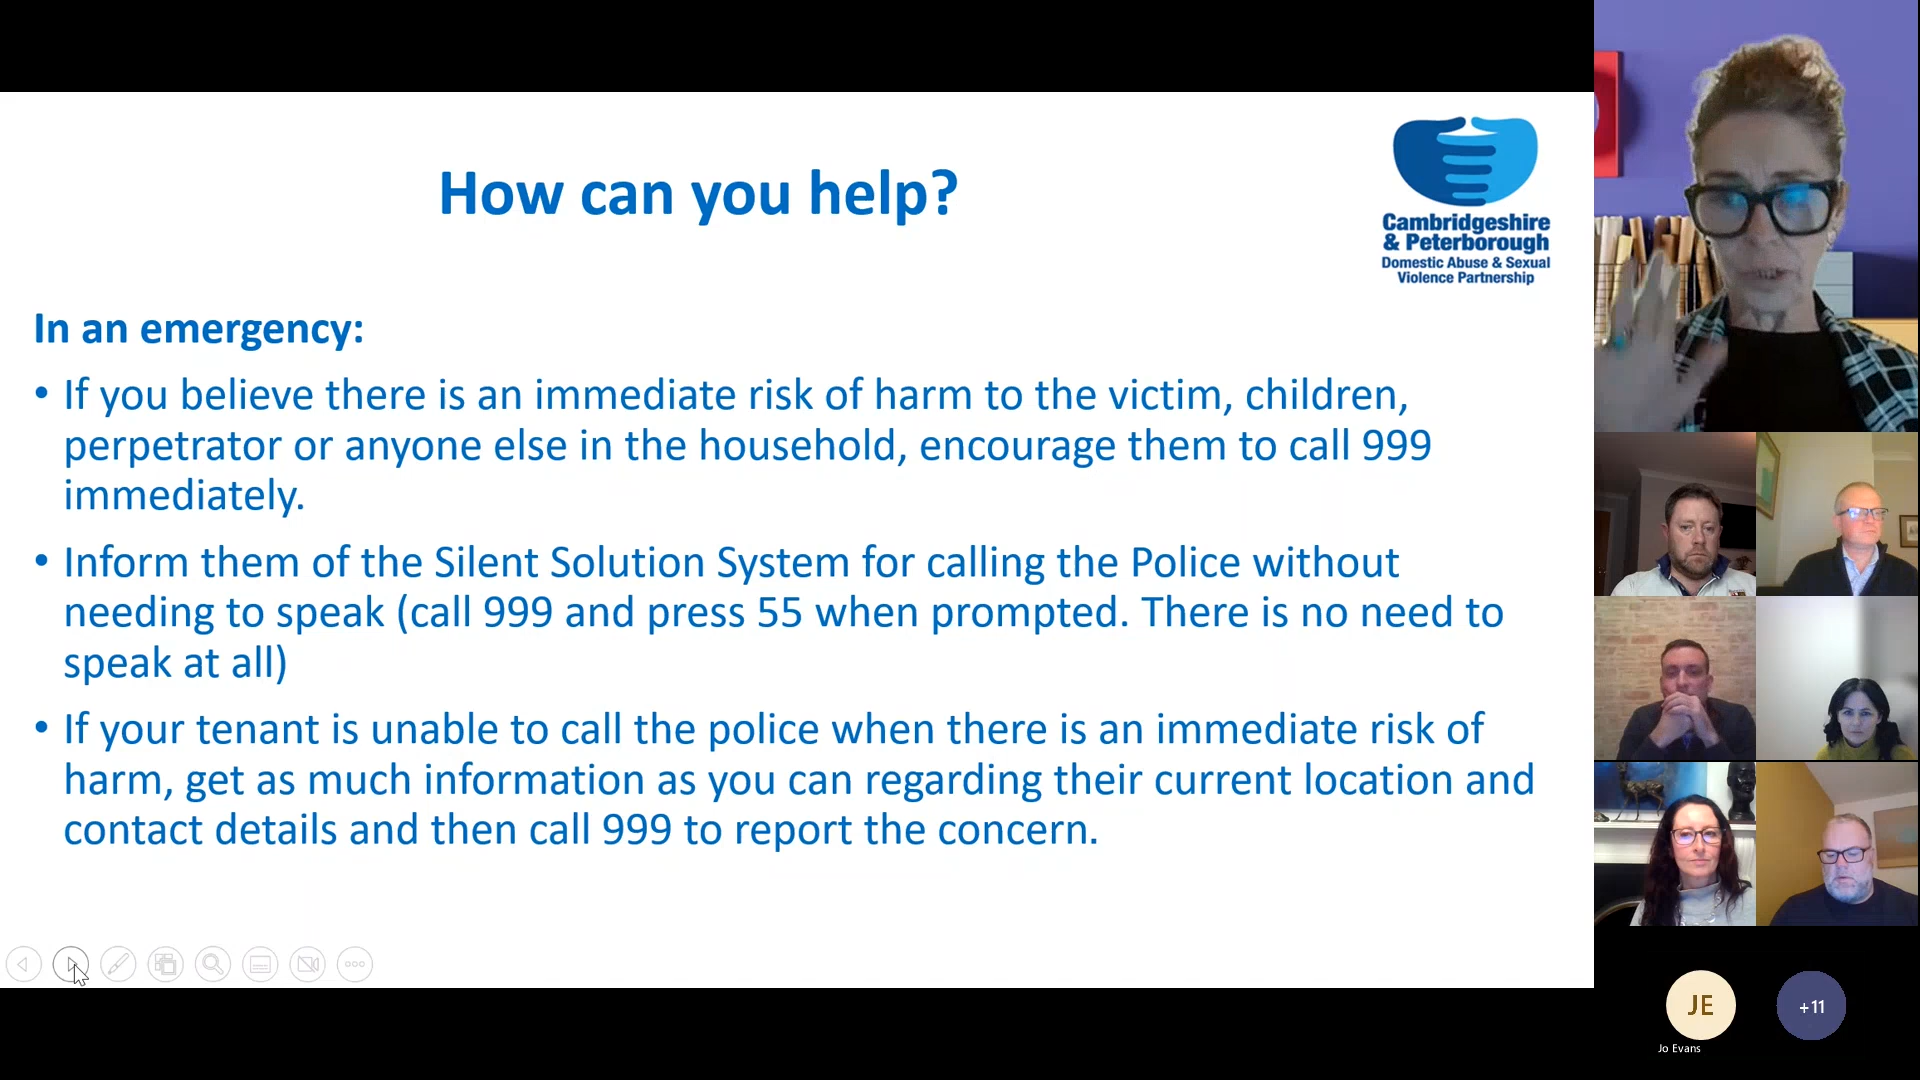 How can you help?
Cambridgeshire
& Peterborough
Domestic Abuse & Sexual
Violence Partnership
In an emergency:
• If you believe there is an immediate risk of harm to the victim, children,
perpetrator or anyone else in the household, encourage them to call 999
immediately.
• Inform them of the Silent Solution System for calling the Police without
needing to speak (call 999 and press 55 when prompted. There is no need to
speak at all)
• If your tenant is unable to call the police when there is an immediate risk of
harm, get as much information as you can regarding their current location and
contact details and then call 999 to report the concern.
JE
+11
Jo Evans